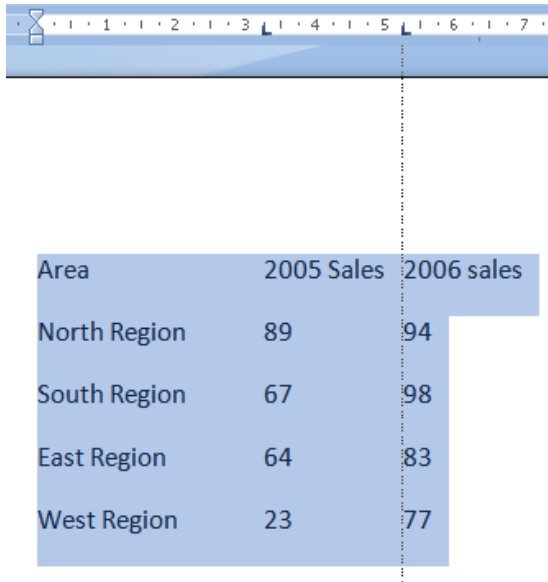 1 2 3 4 5 6 7
Area 2005 Sales 2006 sales
North Region 89 94
South Region 67 98
East Region 64 83
West Region 23 77